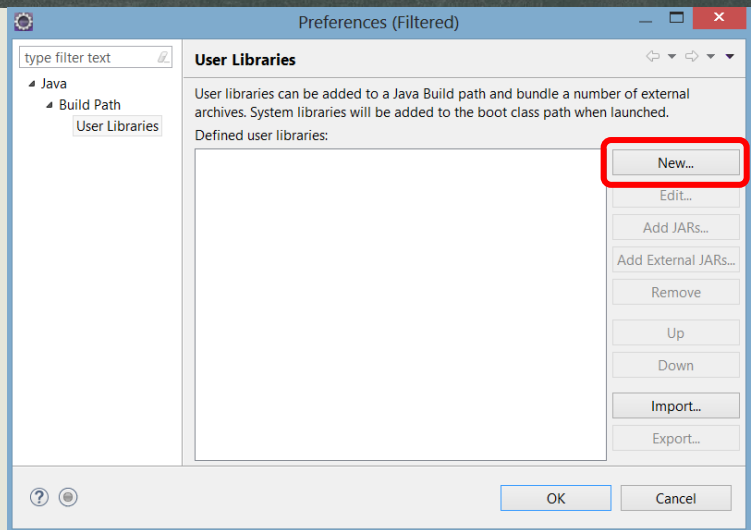 Preferences (Filtered)
type filter text
Java
Build Path
User Libraries
User Libraries
User libraries can be added to a Java Build path and bundle a number of external
archives. System libraries will be added to the boot class path when launched.
Defined user libraries:
New...
Edit...
Add JARs...
Add External JARs...
Remove
Up
Down
Import...
Export...
OK
Cancel